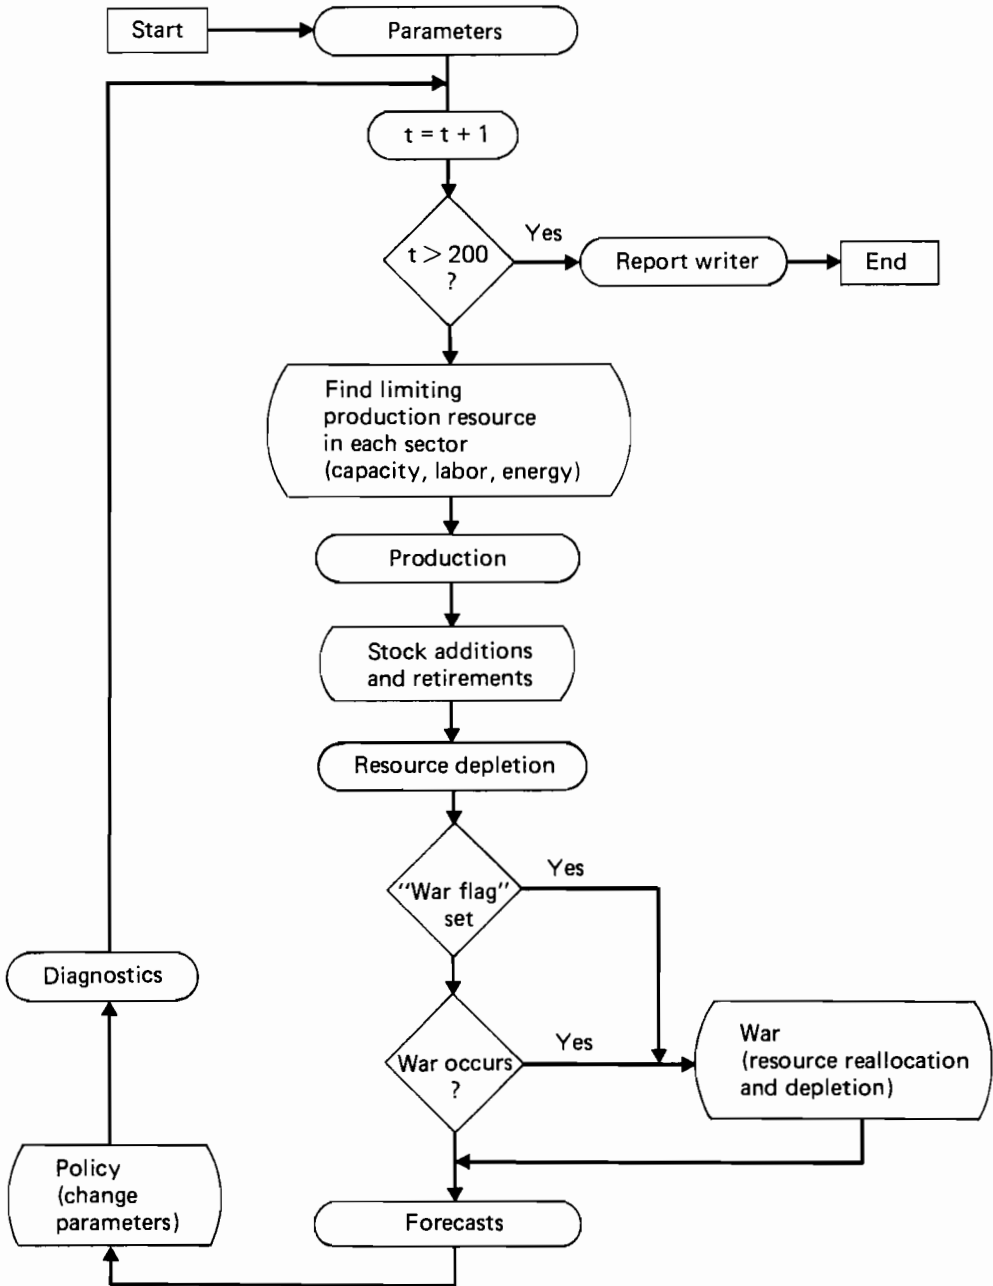 Start
Parameters
t = t + 1
t > 200
?
Yes
Report writer
End
Find limiting
production resource
in each sector
(capacity, labor, energy)
Production
Stock additions
and retirements
Resource depletion
"War flag"
set
Yes
War occurs
?
Yes
War
(resource reallocation
and depletion)
Forecasts
Policy
(change
parameters)
Diagnostics